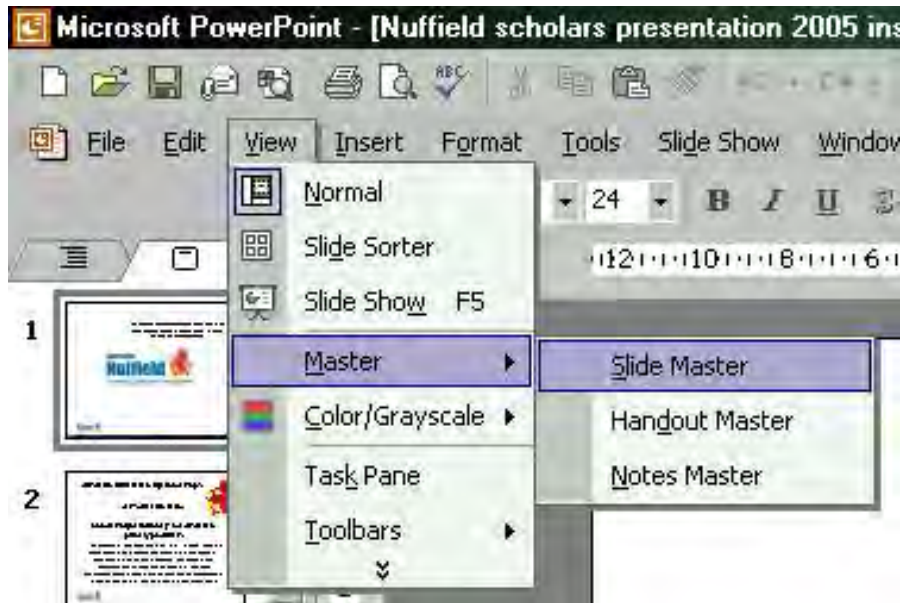 Microsoft PowerPoint - [Nuffield scholars presentation 2005 ins
ABC
File Edit View Insert Format Tools Slide Show Window
Normal
24 B I U S
Slide Sorter
12 10 8 6
Slide Show F5
1
Nuffield
Master
Slide Master
Color/Grayscale
Handout Master
Task Pane
Notes Master
2
Toolbars